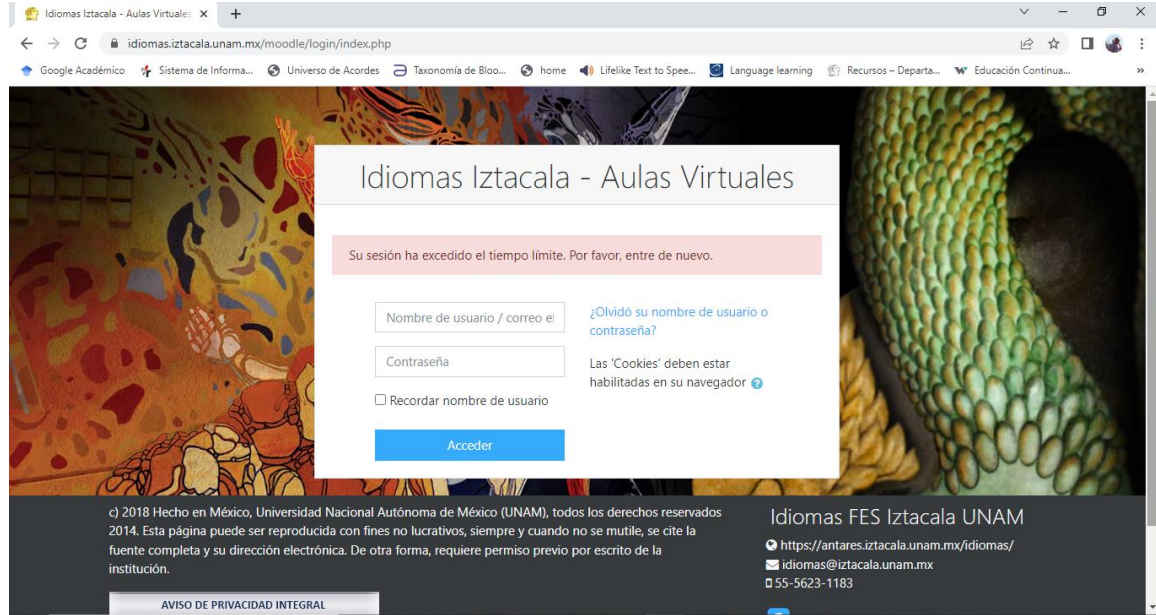 Idiomas Iztacala - Aulas Virtuale
idiomas.iztacala.unam.mx/moodle/login/index.php
Google Académico Sistema de Informa... Universo de Acordes Taxonomía de Bloo... home Lifelike Text to Spee... Language learning Recursos – Departa... Educación Continua... »
Idiomas Iztacala - Aulas Virtuales
Su sesión ha excedido el tiempo límite. Por favor, entre de nuevo.
Nombre de usuario / correo el
Contraseña
Recordar nombre de usuario
Acceder
¿Olvidó su nombre de usuario o
contraseña?
Las 'Cookies' deben estar
habilitadas en su navegador
c) 2018 Hecho en México, Universidad Nacional Autónoma de México (UNAM), todos los derechos reservados
2014. Esta página puede ser reproducida con fines no lucrativos, siempre y cuando no se mutile, se cite la
fuente completa y su dirección electrónica. De otra forma, requiere permiso previo por escrito de la
institución.
AVISO DE PRIVACIDAD INTEGRAL
Idiomas FES Iztacala UNAM
https://antares.iztacala.unam.mx/idiomas/
idiomas@iztacala.unam.mx
55-5623-1183